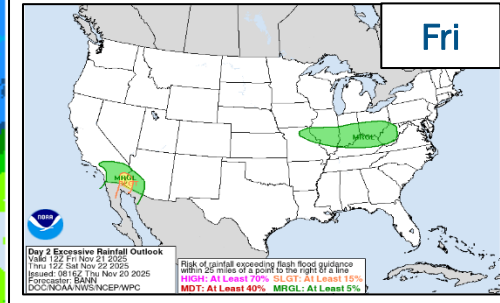 Fri
MRGL
MRGL
NOAA
Day 2 Excessive Rainfall Outlook
Valid 12Z Fri Nov 21 2025
Thru 12Z Sat Nov 22 2025
Issued: 0816Z Thu Nov 20 2025
Forecaster: BANN
DOC/NOAA/NWS/NCEP/WPC
Risk of rainfall exceeding flash flood guidance
within 25 miles of a point to the right of a line
HIGH: At Least 70% SLGT: At Least 15%
MDT: At Least 40% MRGL: At Least 5%